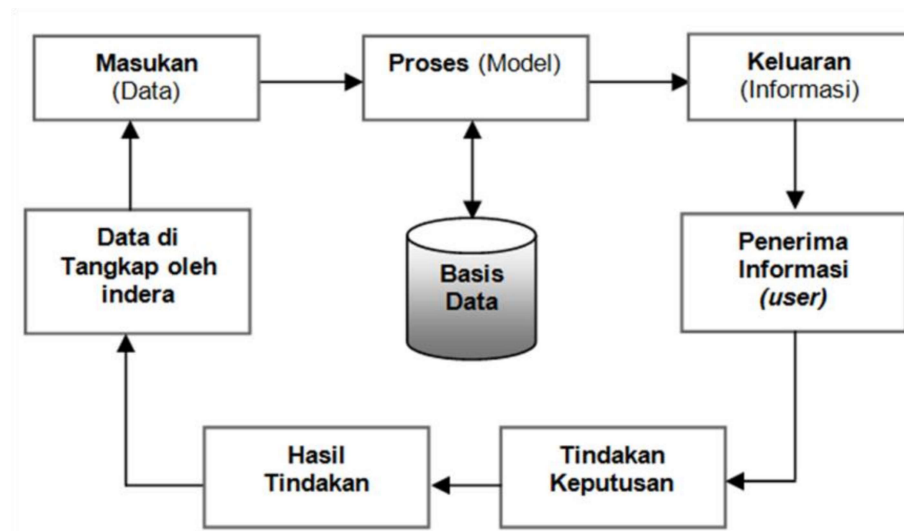 Masukan
(Data)
Proses (Model)
Keluaran
(Informasi)
Data di
Tangkap oleh
indera
Basis
Data
Penerima
Informasi
(user)
Hasil
Tindakan
Tindakan
Keputusan